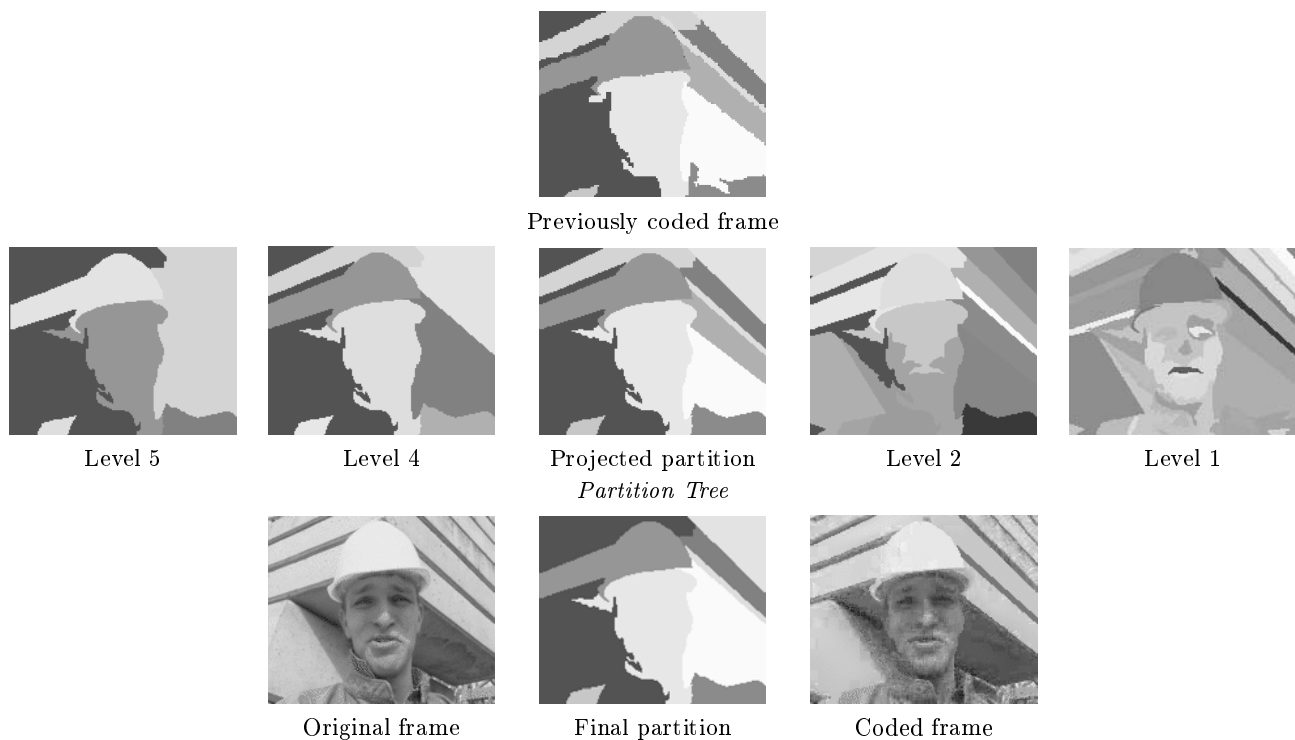 Previously coded frame
Level 5
Level 4
Projected partition
Level 2
Level 1
Partition Tree
Original frame
Final partition
Coded frame